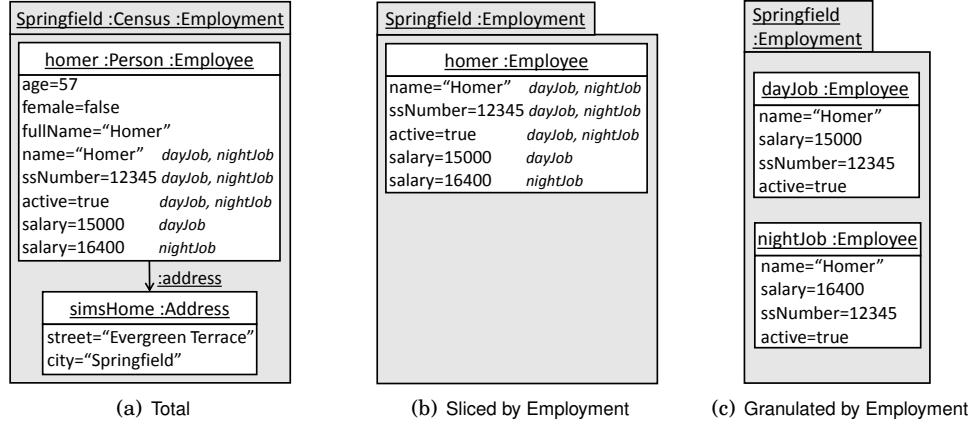 Springfield :Census :Employment
homer :Person :Employee
age=57
female=false
fullName=“Homer”
name=“Homer” dayJob, nightJob
ssNumber=12345 dayJob, nightJob
active=true dayJob, nightJob
salary=15000 dayJob
salary=16400 nightJob
:address
simsHome :Address
street=“Evergreen Terrace”
city=“Springfield”
(a) Total
Springfield :Employment
homer :Employee
name=“Homer” dayJob, nightJob
ssNumber=12345 dayJob, nightJob
active=true dayJob, nightJob
salary=15000 dayJob
salary=16400 nightJob
(b) Sliced by Employment
Springfield
:Employment
dayJob :Employee
name=“Homer”
salary=15000
ssNumber=12345
active=true
nightJob :Employee
name=“Homer”
salary=16400
ssNumber=12345
active=true
(c) Granulated by Employment